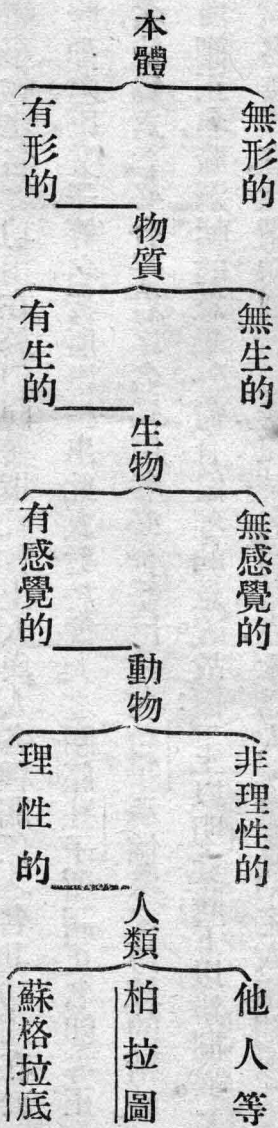 本體
無形的
有形的
物質
無生的
有生的
生物
無感覺的
有感覺的
動物
非理性的
理性的
人類
他人等
柏拉圖
蘇格拉底